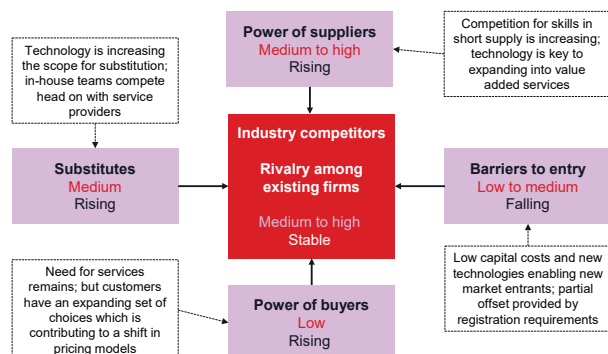 Technology is increasing
the scope for substitution;
in-house teams compete
head on with service
providers
Power of suppliers
Medium to high
Rising
Competition for skills in
short supply is increasing;
technology is key to
expanding into value
added services
Substitutes
Medium
Rising
Industry competitors
Rivalry among
existing firms
Medium to high
Stable
Barriers to entry
Low to medium
Falling
Need for services
remains; but customers
have an expanding set of
choices which is
contributing to a shift in
pricing models
Power of buyers
Low
Rising
Low capital costs and new
technologies enabling new
market entrants; partial
offset provided by
registration requirements